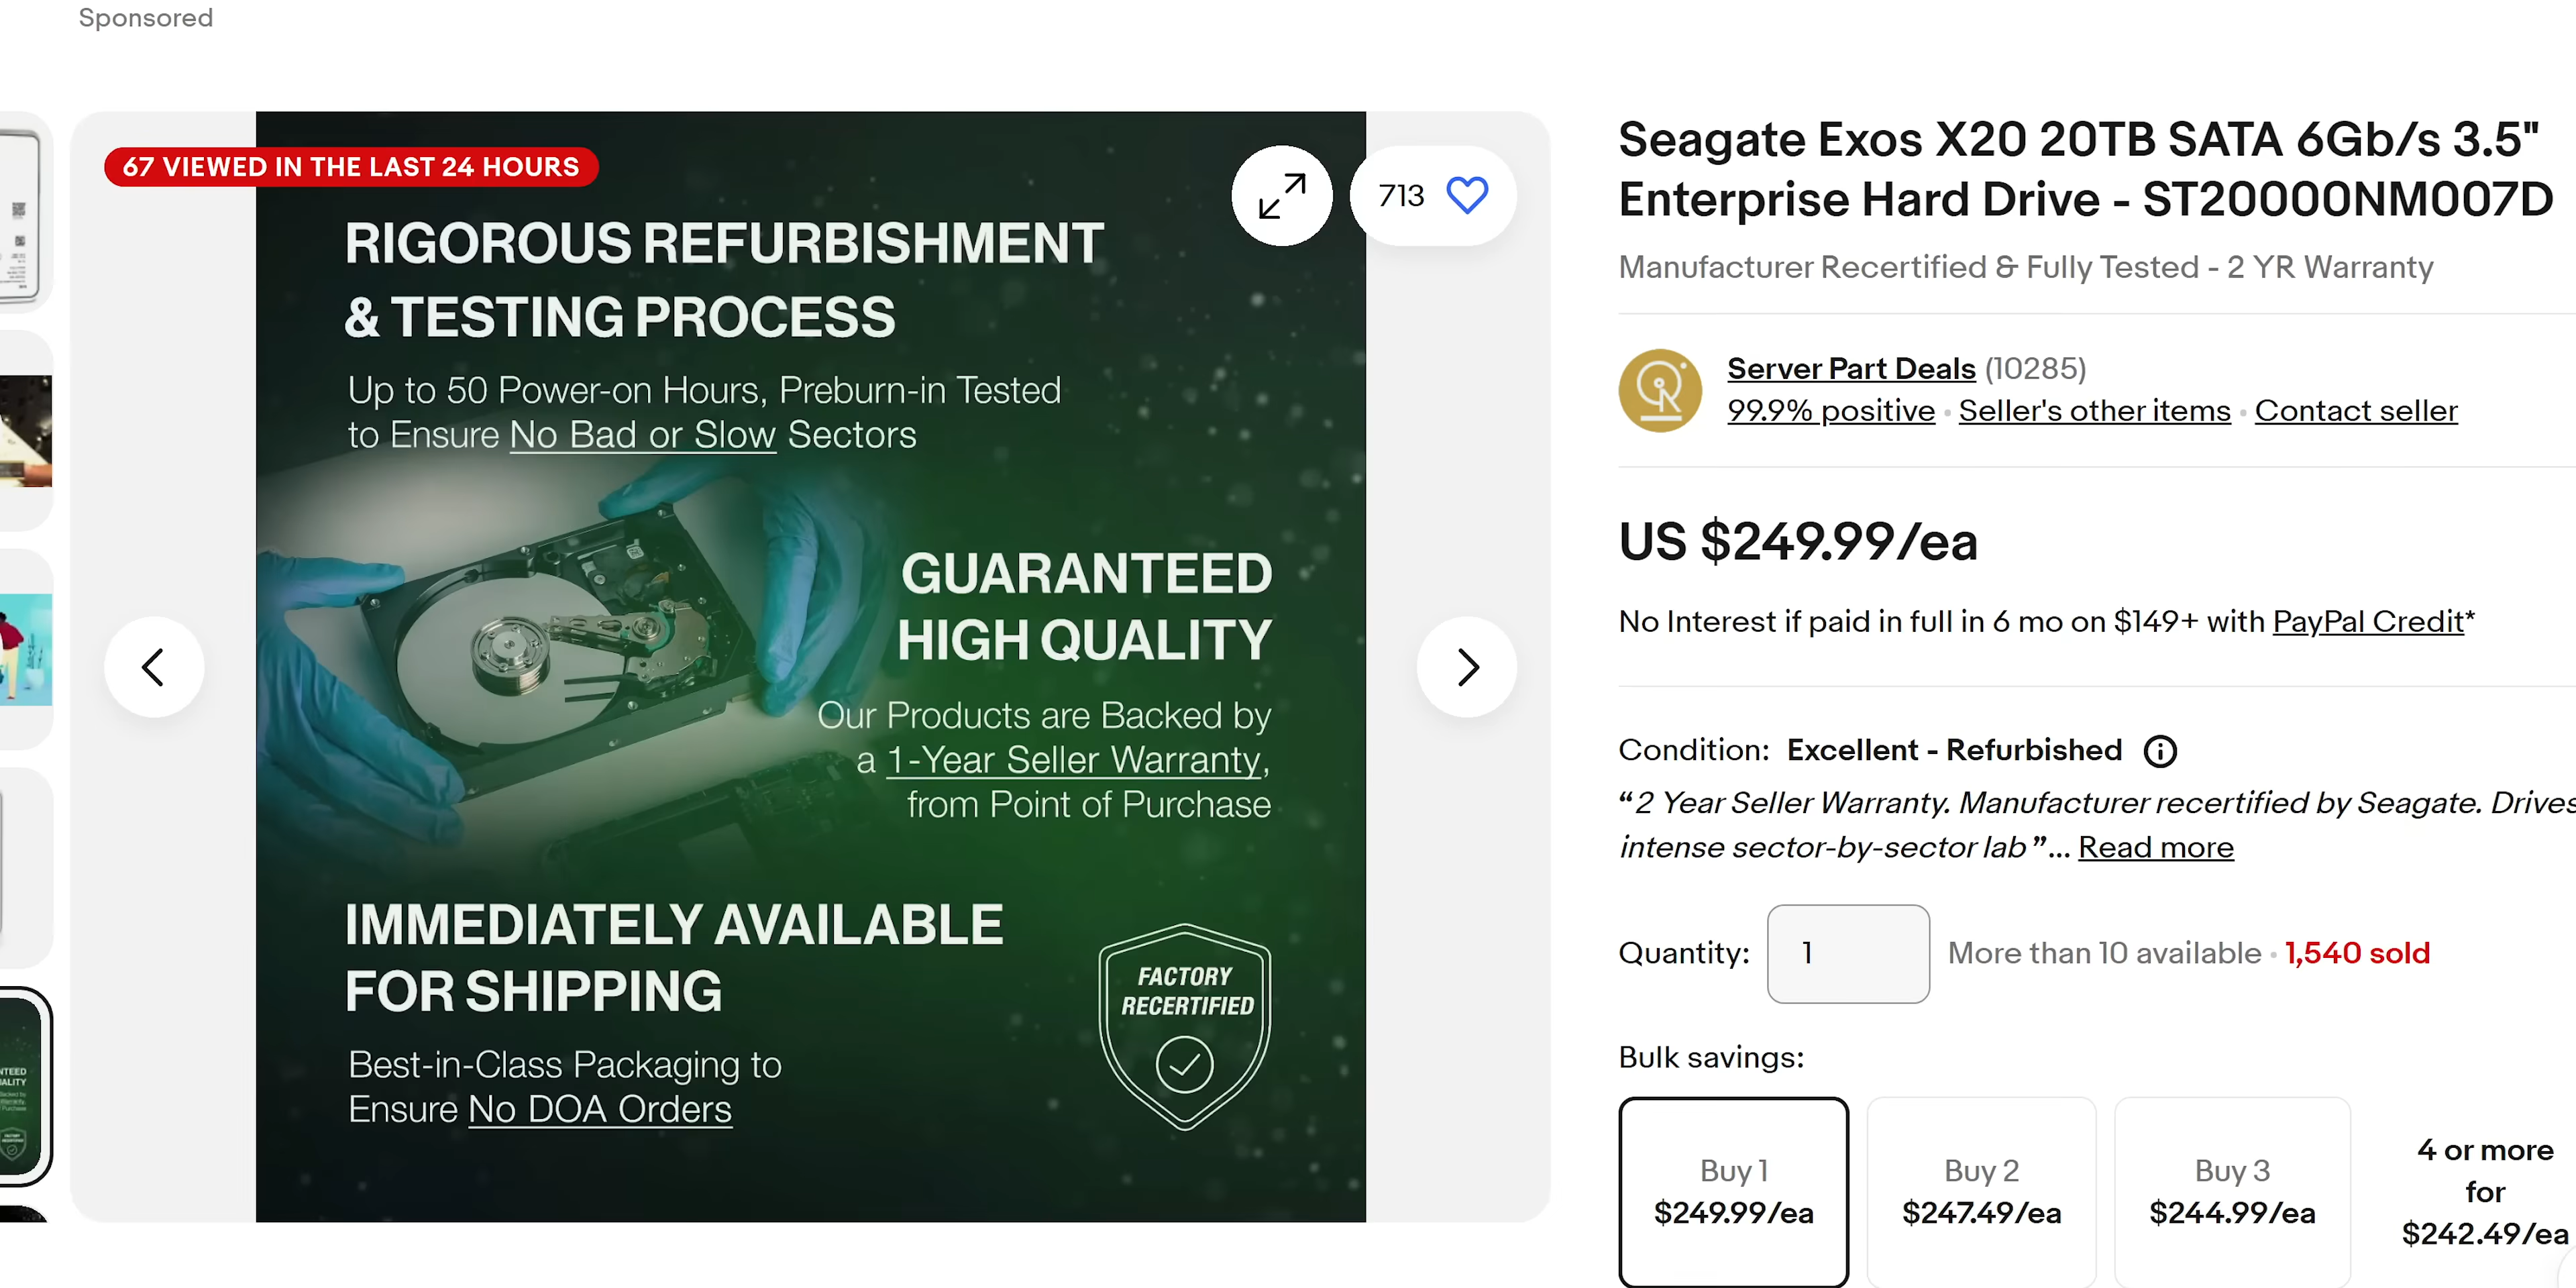 Sponsored
67 VIEWED IN THE LAST 24 HOURS
713
RIGOROUS REFURBISHMENT
& TESTING PROCESS
Up to 50 Power-on Hours, Preburn-in Tested
to Ensure No Bad or Slow Sectors
GUARANTEED
HIGH QUALITY
Our Products are Backed by
a 1-Year Seller Warranty,
from Point of Purchase
IMMEDIATELY AVAILABLE
FOR SHIPPING
Best-in-Class Packaging to
Ensure No DOA Orders
FACTORY
RECERTIFIED
Seagate Exos X20 20TB SATA 6Gb/s 3.5"
Enterprise Hard Drive - ST20000NM007D
Manufacturer Recertified & Fully Tested - 2 YR Warranty
Server Part Deals (10285)
99.9% positive · Seller's other items · Contact seller
US $249.99/ea
No Interest if paid in full in 6 mo on $149+ with PayPal Credit*
Condition: Excellent - Refurbished
“2 Year Seller Warranty. Manufacturer recertified by Seagate. Drives
intense sector-by-sector lab”... Read more
Quantity: 1 More than 10 available · 1,540 sold
Bulk savings:
Buy 1
$249.99/ea
Buy 2
$247.49/ea
Buy 3
$244.99/ea
4 or more
for
$242.49/ea